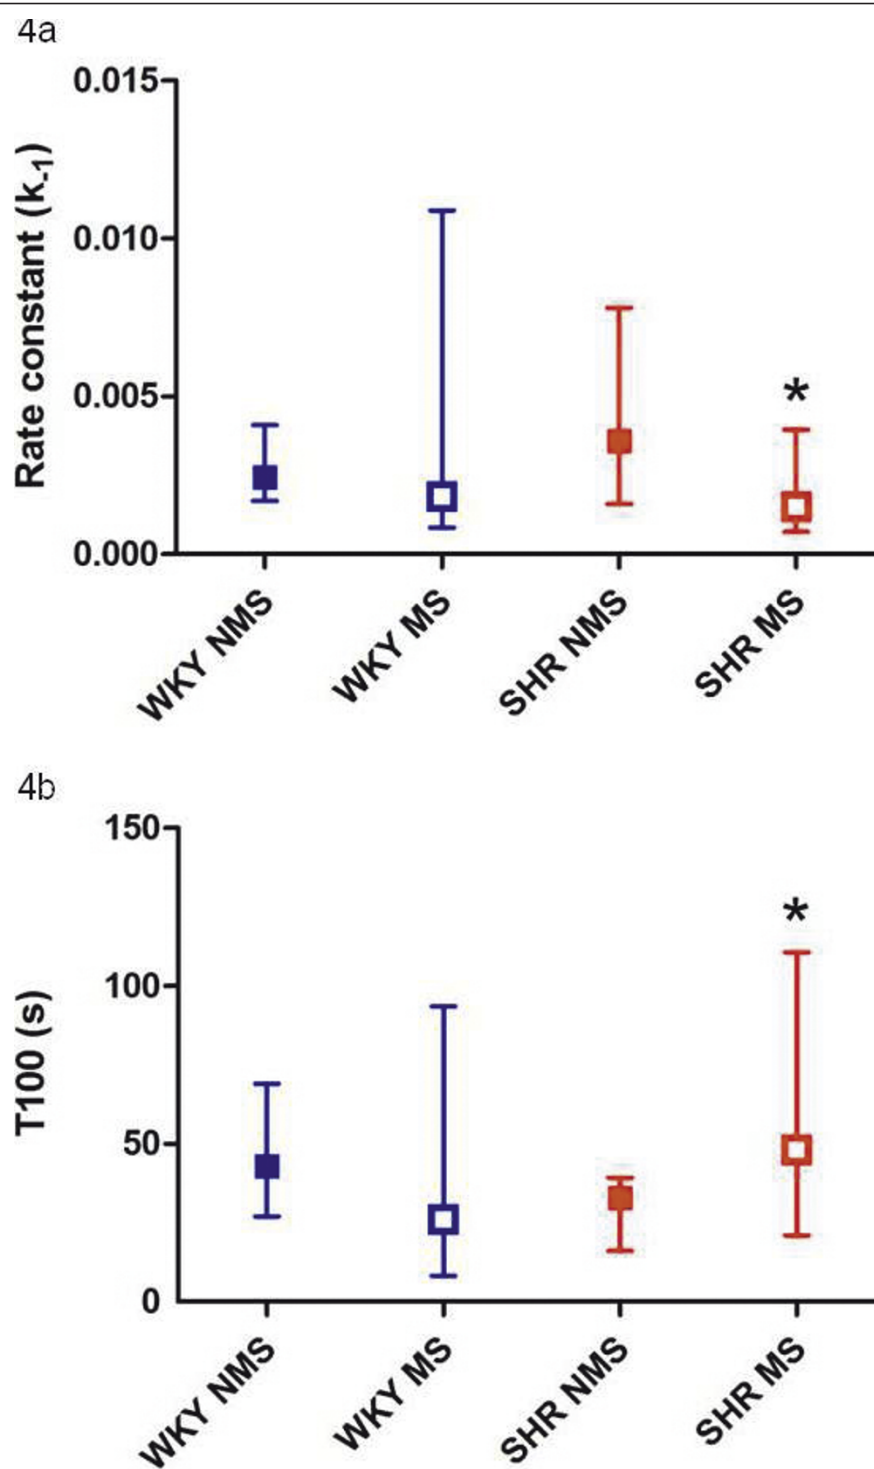 4a
Rate constant (k-1)
0.015
0.010
0.005
0.000
*
WKY NMS
WKY MS
SHR NMS
SHR MS
4b
T100 (s)
150
100
50
0
*
WKY NMS
WKY MS
SHR NMS
SHR MS